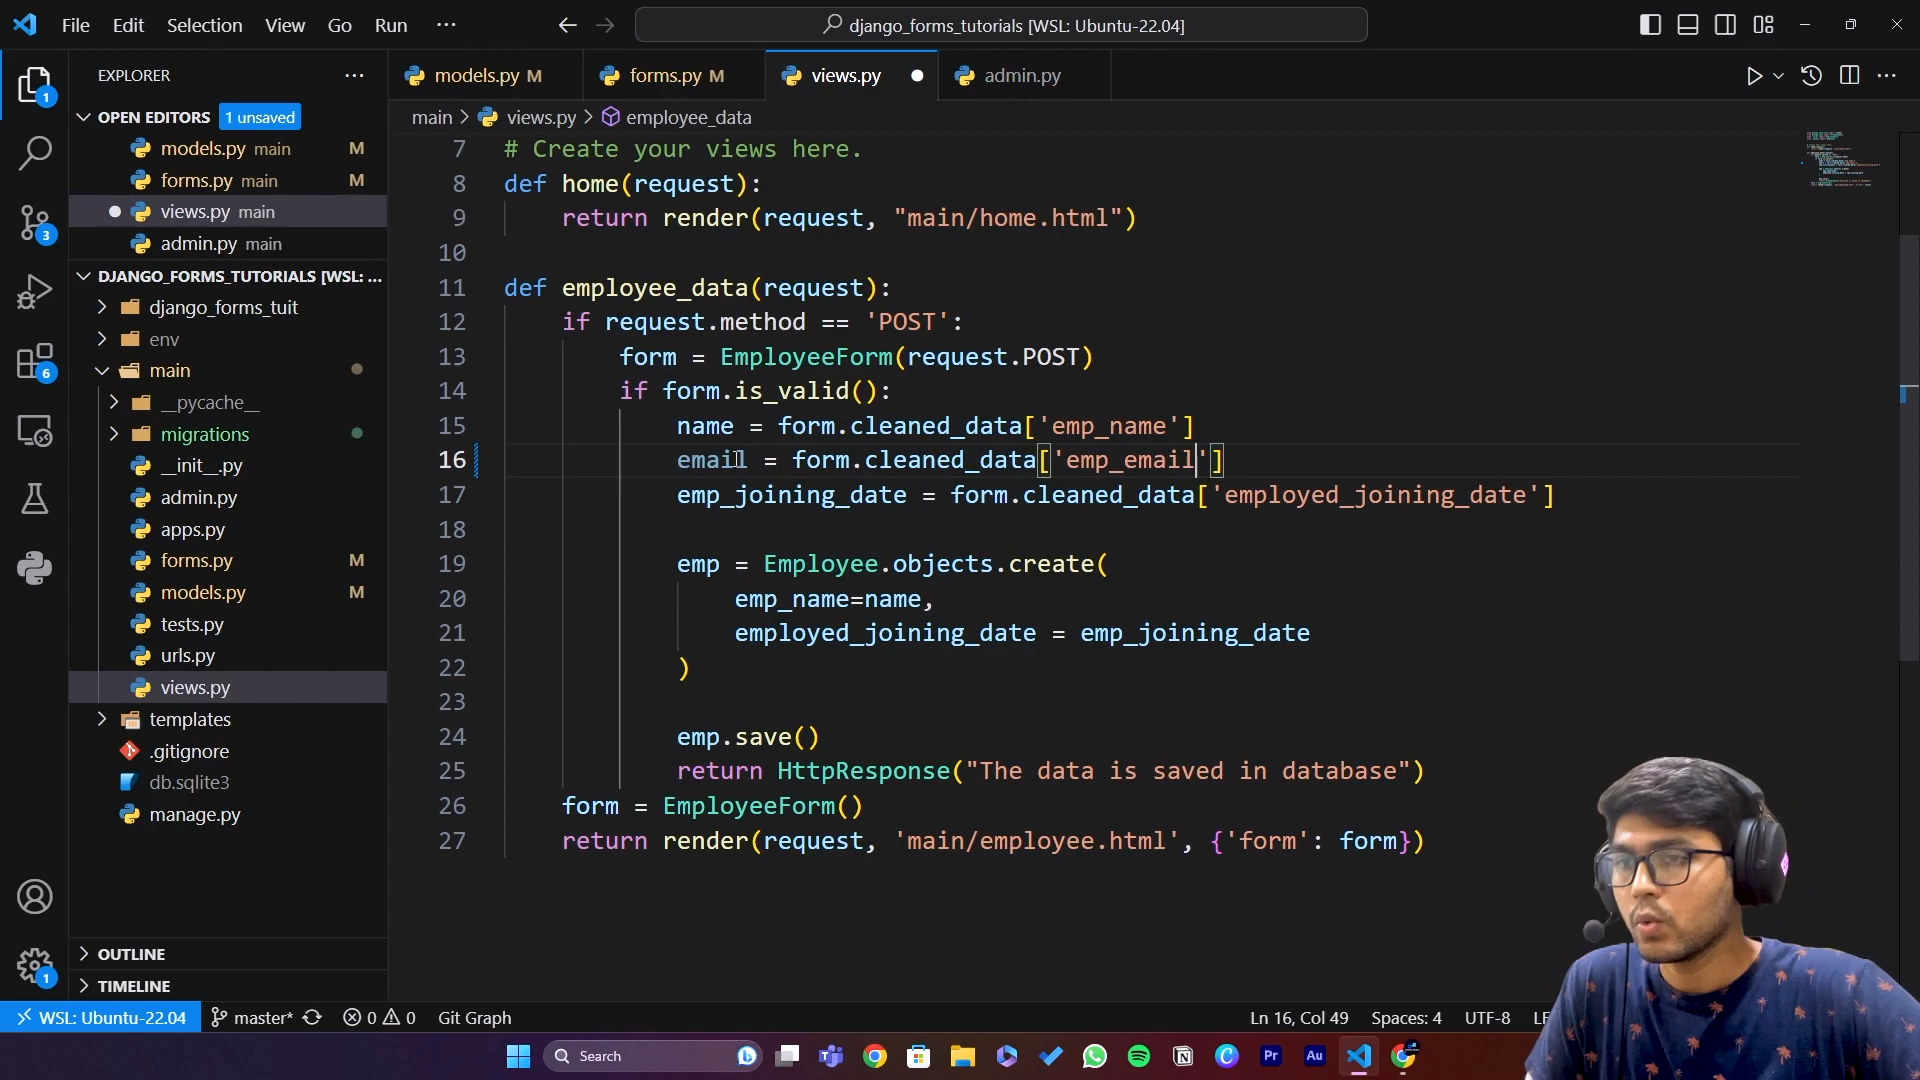 File Edit Selection View Go Run ···
django_forms_tutorials [WSL: Ubuntu-22.04]
EXPLORER
OPEN EDITORS 1 unsaved
models.py main M
forms.py main M
views.py main
admin.py main
DJANGO_FORMS_TUTORIALS [WSL: ...
django_forms_tuit
env
main
__pycache__
migrations
__init__.py
admin.py
apps.py
forms.py M
models.py M
tests.py
urls.py
views.py
templates
.gitignore
db.sqlite3
manage.py
OUTLINE
TIMELINE
1
3
6
1
models.py M
forms.py M
views.py
admin.py
main > views.py > employee_data
7 # Create your views here.
8 def home(request):
9 return render(request, "main/home.html")
10
11 def employee_data(request):
12 if request.method == 'POST':
13 form = EmployeeForm(request.POST)
14 if form.is_valid():
15 name = form.cleaned_data['emp_name']
16 email = form.cleaned_data['emp_email']
17 emp_joining_date = form.cleaned_data['employed_joining_date']
18
19 emp = Employee.objects.create(
20 emp_name=name,
21 employed_joining_date = emp_joining_date
22 )
23
24 emp.save()
25 return HttpResponse("The data is saved in database")
26 form = EmployeeForm()
27 return render(request, 'main/employee.html', {'form': form})
WSL: Ubuntu-22.04 master* 0 0 Git Graph Ln 16, Col 49 Spaces: 4 UTF-8
Search
Pr
Au